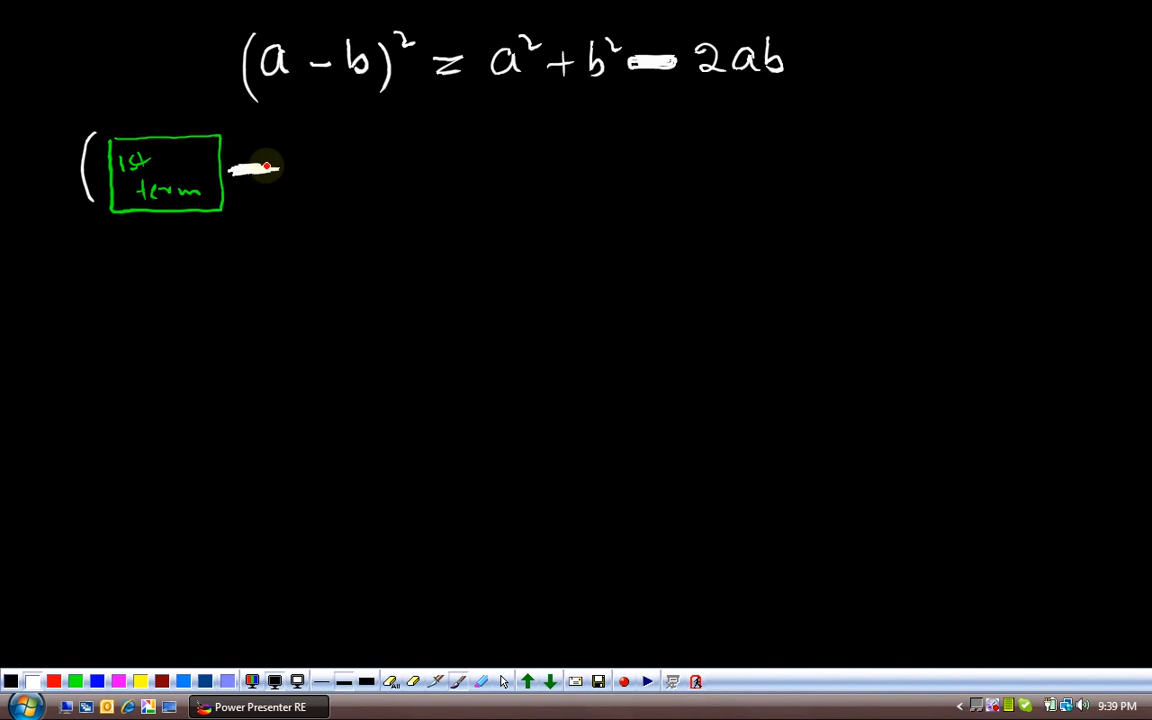 (a - b)² = a² + b² - 2ab
( 1st -
term
Power Presenter RE
9:39 PM